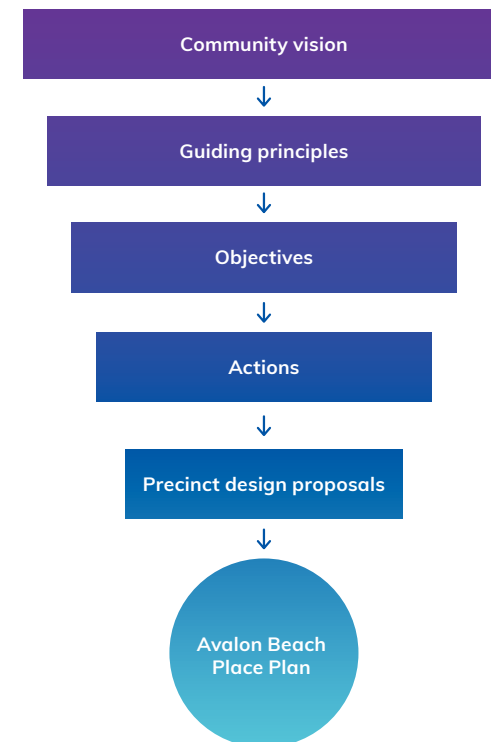 Community vision
Guiding principles
Objectives
Actions
Precinct design proposals
Avalon Beach
Place Plan